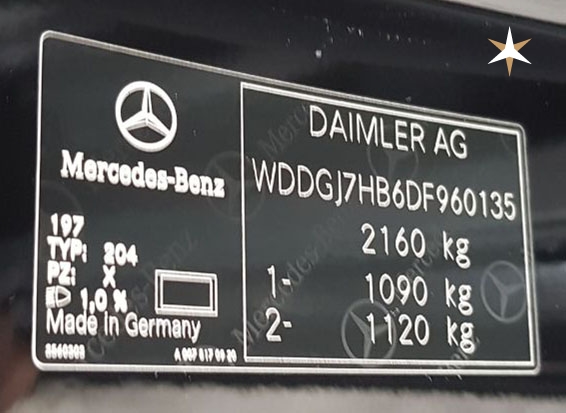 Mercedes-Benz
197
TYP: 204
PZ: X
1,0 %
Made in Germany
DAIMLER AG
WDDGJ7HB6DF960135
2160 kg
1- 1090 kg
2- 1120 kg